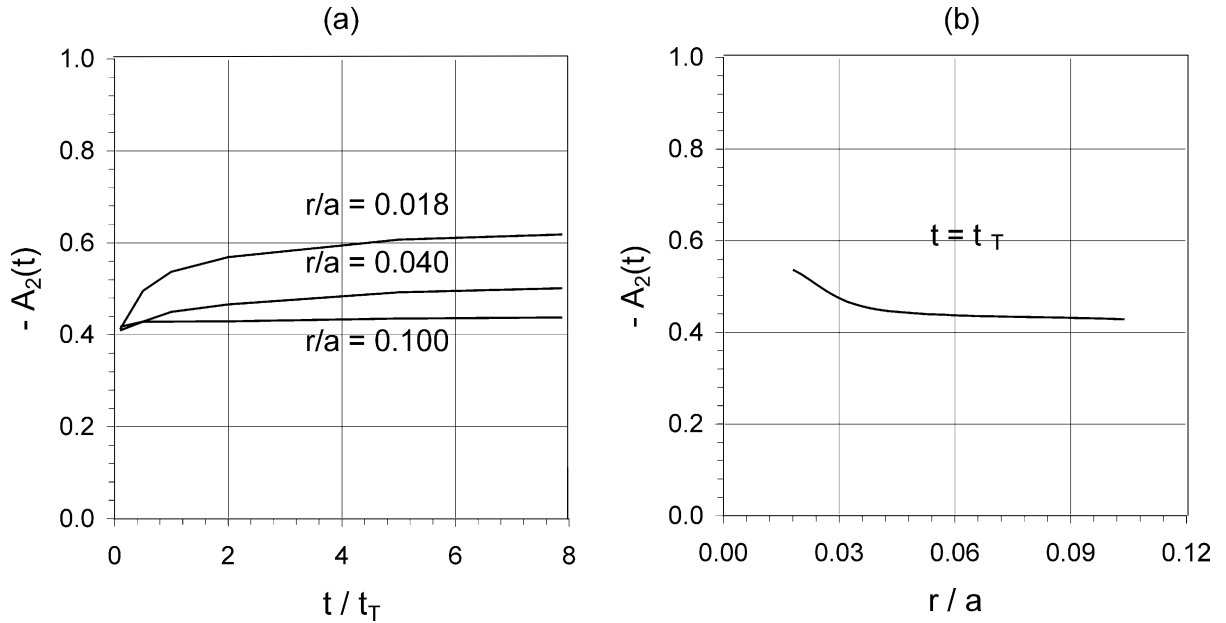 (a)
1.0
0.8
0.6
0.4
0.2
0.0
- A2(t)
r/a = 0.018
r/a = 0.040
r/a = 0.100
0 2 4 6 8
t / tT
(b)
1.0
0.8
0.6
0.4
0.2
0.0
- A2(t)
t = t T
0.00 0.03 0.06 0.09 0.12
r / a